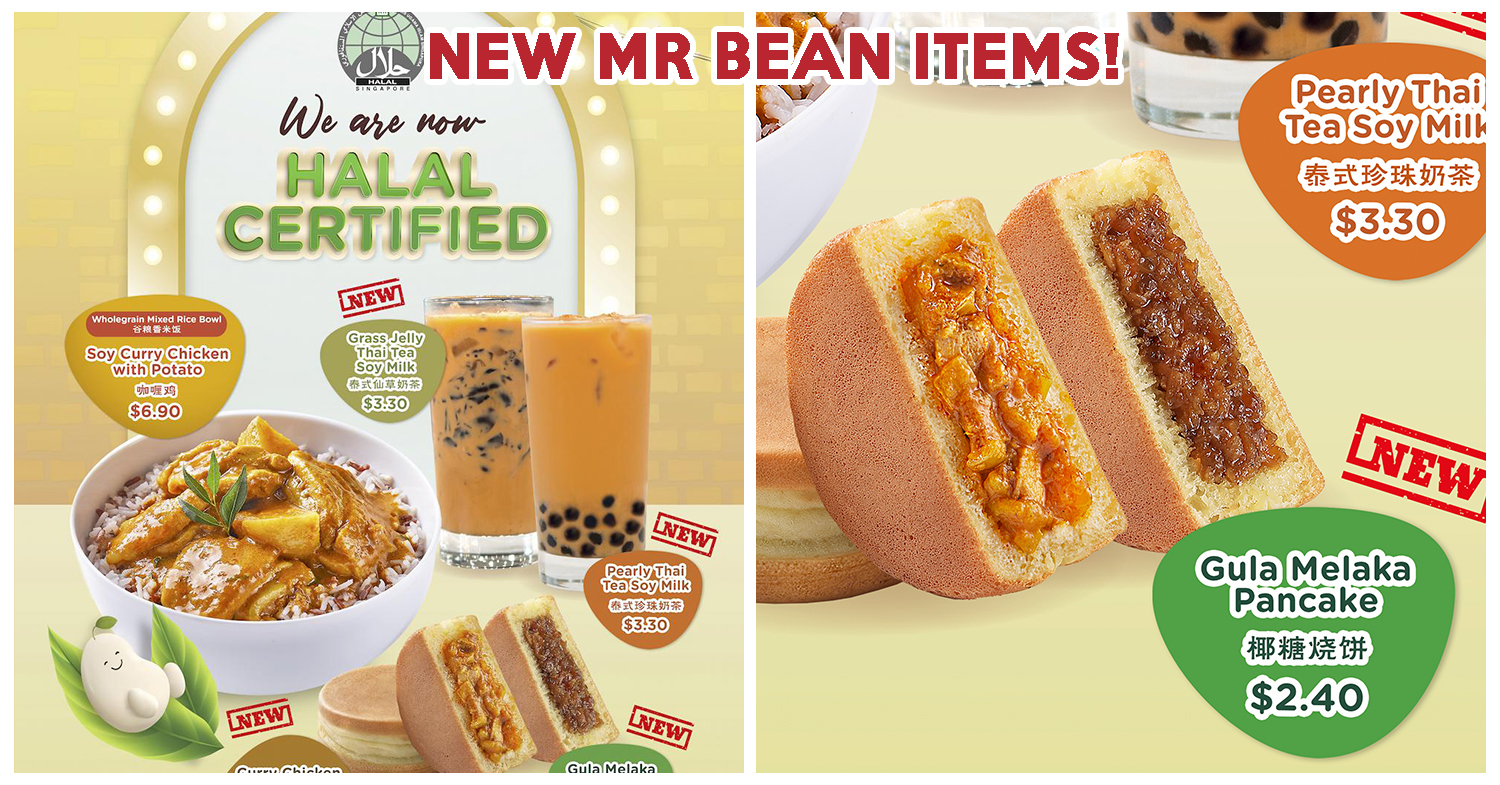 NEW MR BEAN ITEMS!
حلال
HALAL
SINGAPORE
We are now
HALAL
CERTIFIED
NEW
Wholegrain Mixed Rice Bowl
谷粮香米饭
Soy Curry Chicken
with Potato
咖喱鸡
$6.90
Grass Jelly
Thai Tea
Soy Milk
泰式仙草奶茶
$3.30
NEW
Pearly Thai
Tea Soy Milk
泰式珍珠奶茶
$3.30
NEW
NEW
Curry Chicken
Gula Melaka
Pearly Thai
Tea Soy Milk
泰式珍珠奶茶
$3.30
NEW
Gula Melaka
Pancake
椰糖烧饼
$2.40